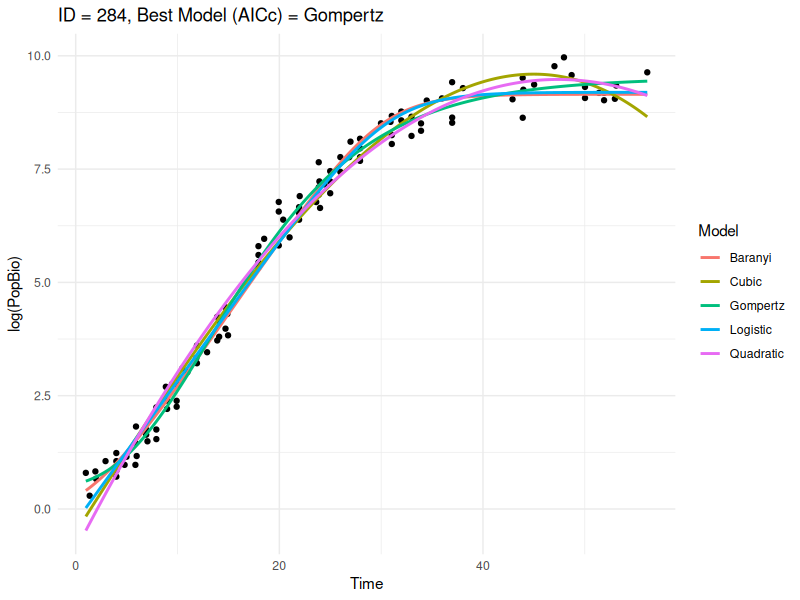 ID = 284, Best Model (AICc) = Gompertz
10.0
7.5
5.0
2.5
0.0
log(PopBio)
0
20
40
Time
Model
Baranyi
Cubic
Gompertz
Logistic
Quadratic